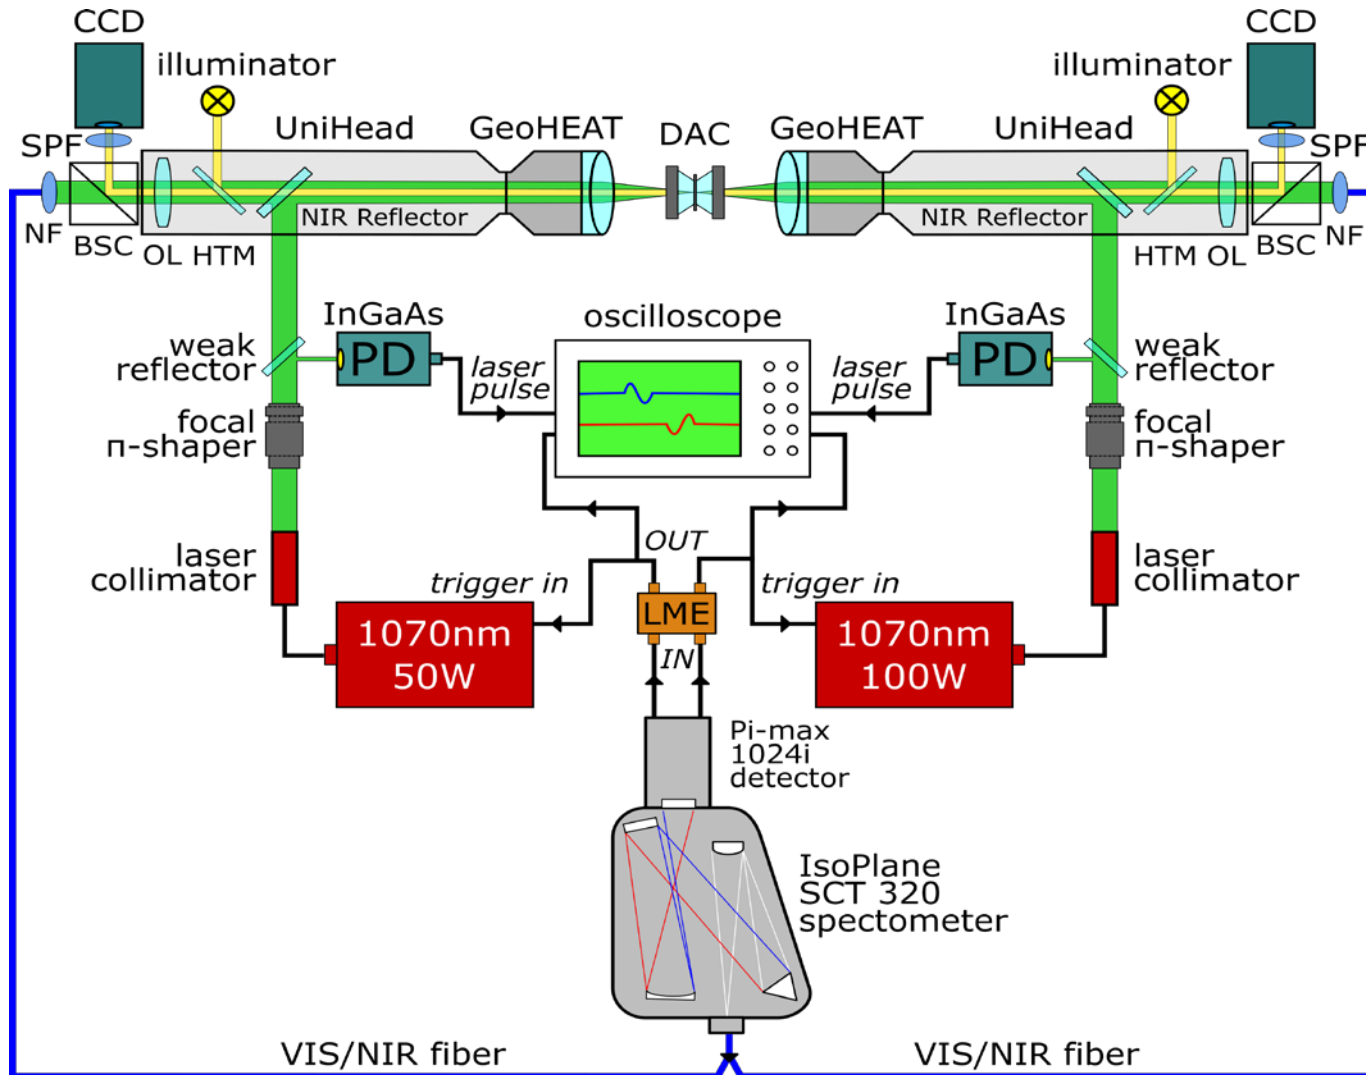 CCD
CCD
illuminator
illuminator
SPF
UniHead
GeoHEAT
DAC
GeoHEAT
UniHead
SPF
NF
BSC
OL HTM
NIR Reflector
NIR Reflector
HTM OL
BSC
NF
InGaAs
PD
oscilloscope
InGaAs
PD
weak
reflector
laser
pulse
laser
pulse
weak
reflector
focal
π-shaper
focal
π-shaper
laser
collimator
OUT
laser
collimator
trigger in
trigger in
LME
IN
1070nm
50W
1070nm
100W
Pi-max
1024i
detector
IsoPlane
SCT 320
spectometer
VIS/NIR fiber
VIS/NIR fiber